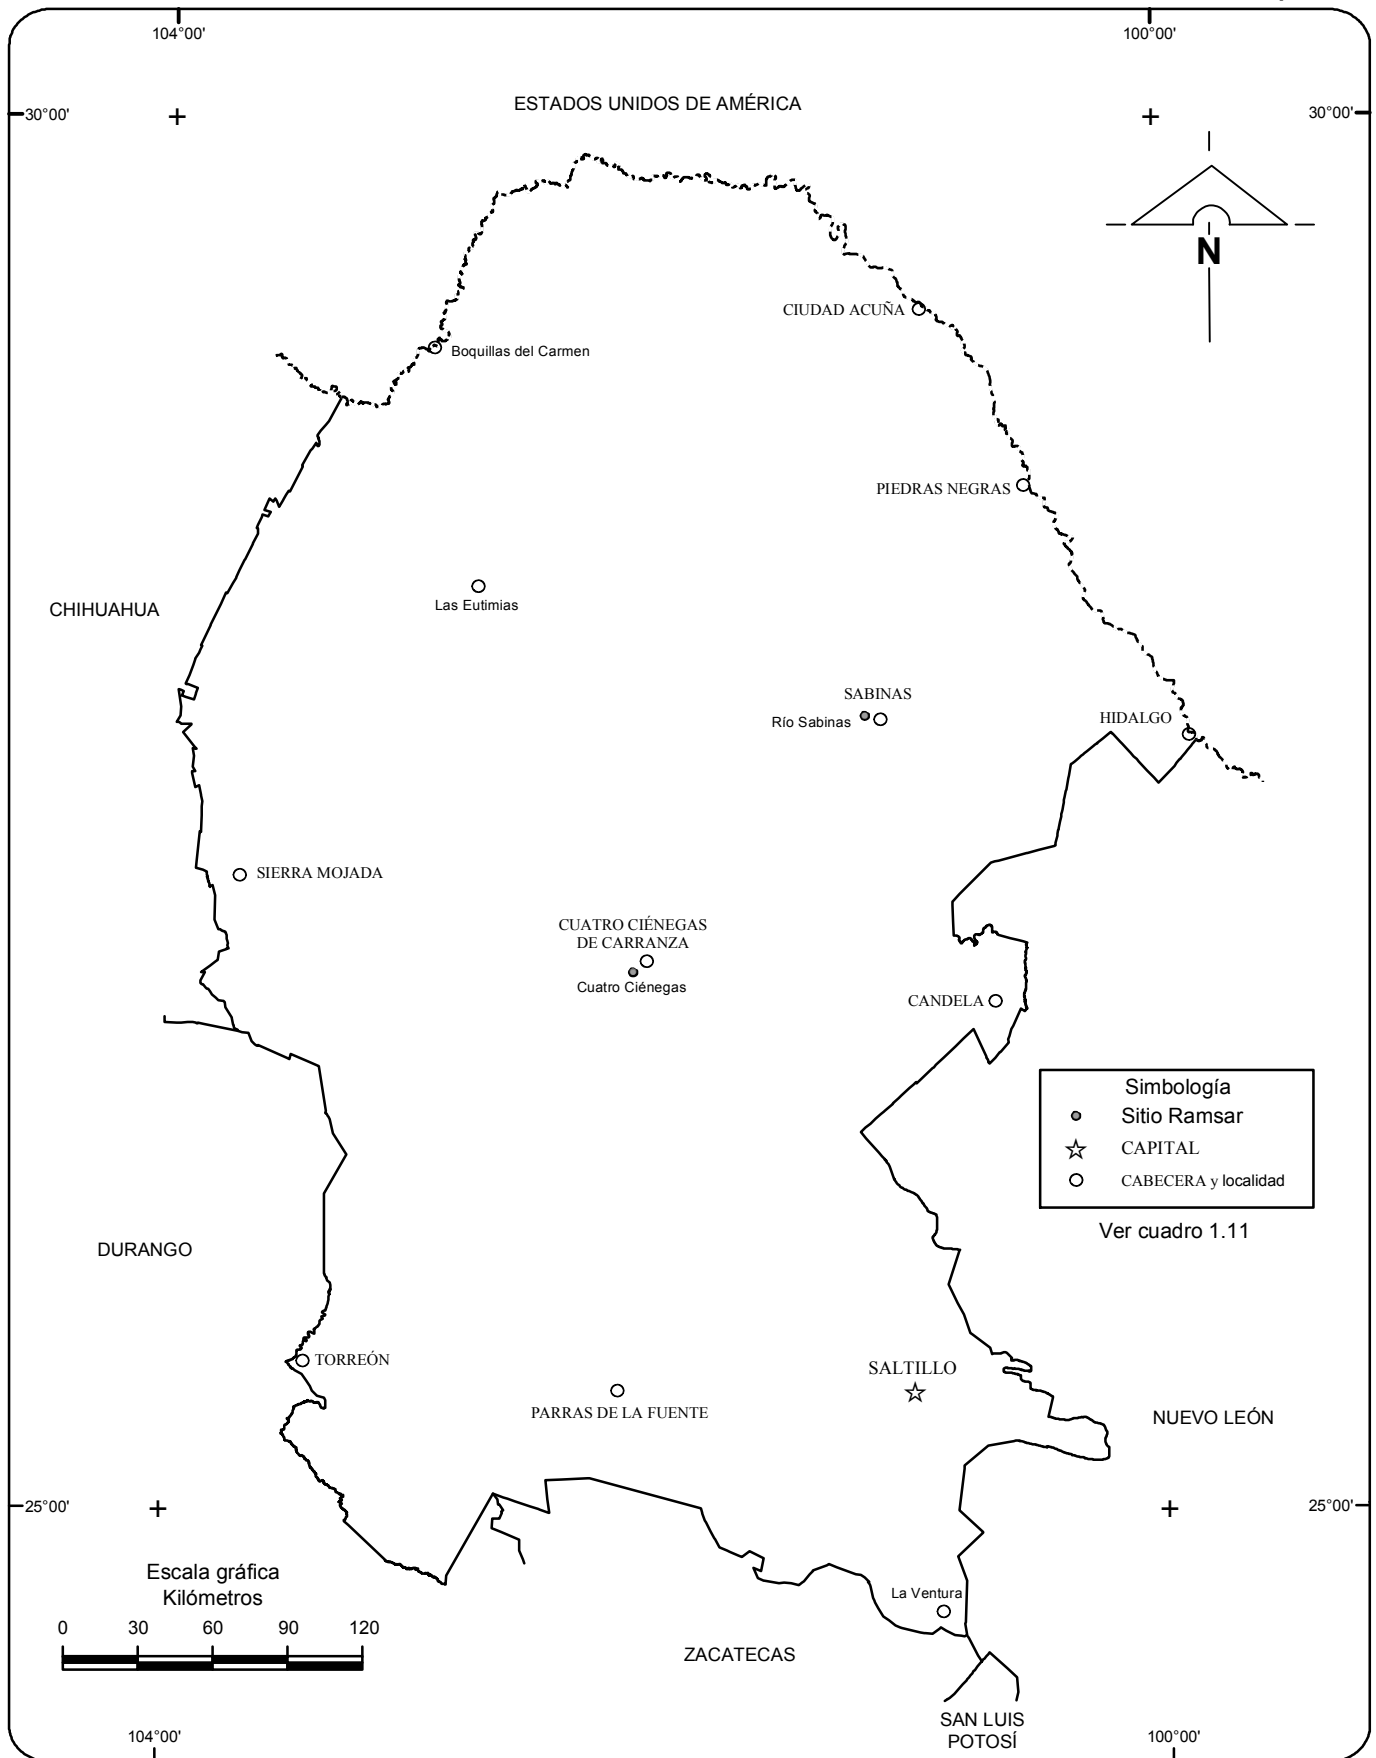 104°00'
100°00'
30°00'
ESTADOS UNIDOS DE AMÉRICA
30°00'
N
CIUDAD ACUÑA
Boquillas del Carmen
PIEDRAS NEGRAS
Las Eutimias
CHIHUAHUA
SABINAS
Río Sabinas
HIDALGO
SIERRA MOJADA
CUATRO CIÉNEGAS
DE CARRANZA
Cuatro Ciénegas
CANDELA
Simbología
Sitio Ramsar
CAPITAL
CABECERA y localidad
Ver cuadro 1.11
DURANGO
TORREÓN
SALTILLO
PARRAS DE LA FUENTE
NUEVO LEÓN
25°00'
25°00'
Escala gráfica
Kilómetros
0 30 60 90 120
La Ventura
ZACATECAS
SAN LUIS
POTOSÍ
104°00'
100°00'